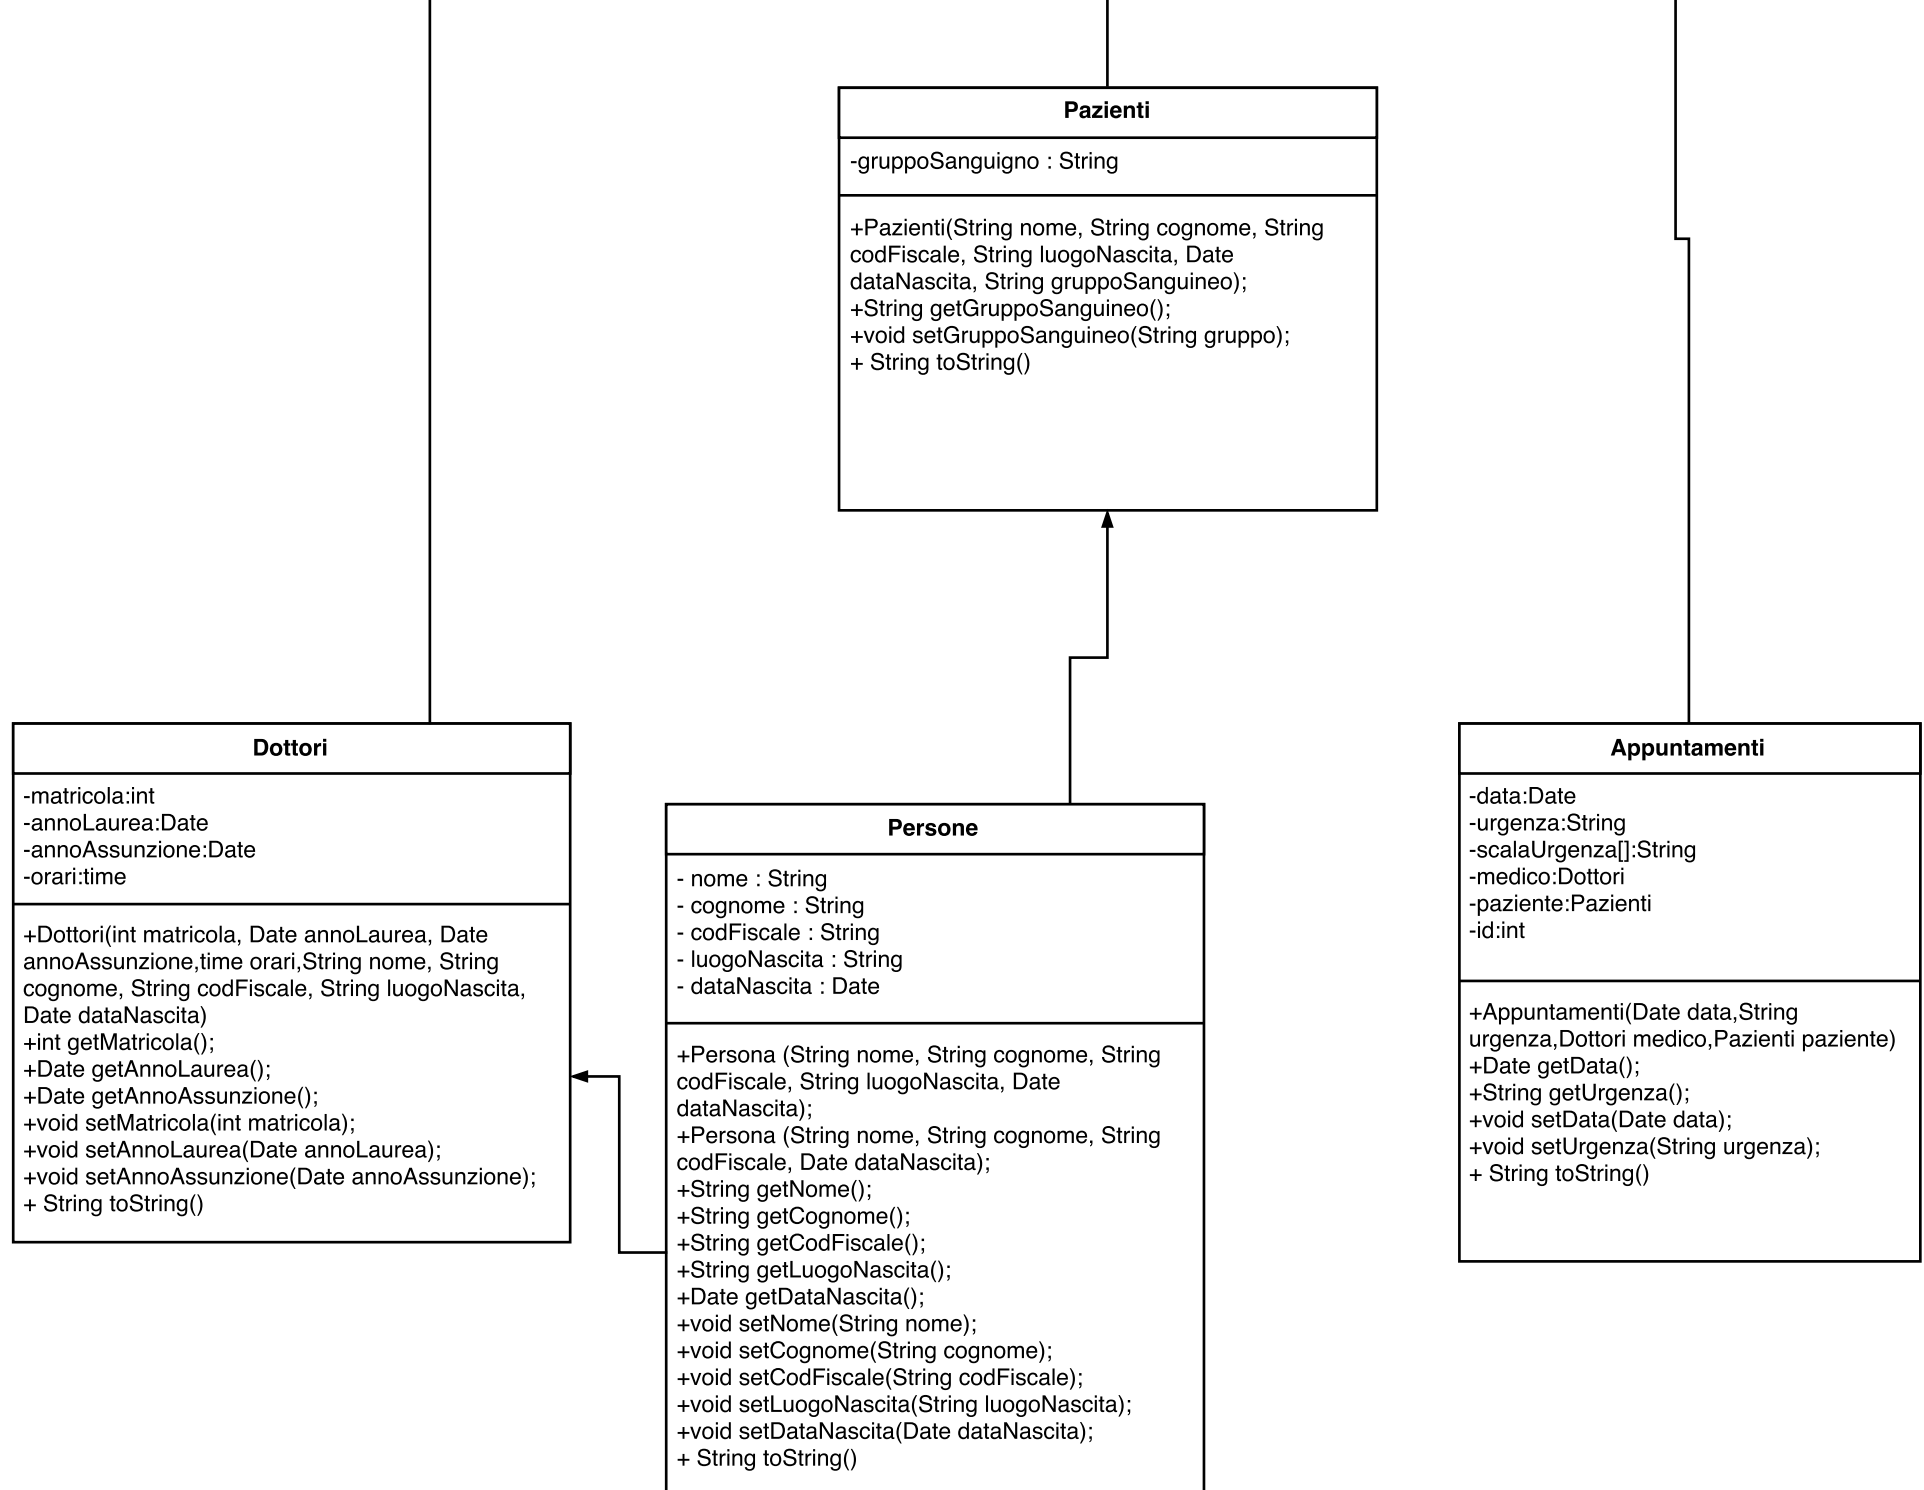 Pazienti
-gruppoSanguigno : String
+Pazienti(String nome, String cognome, String
codFiscale, String luogoNascita, Date
dataNascita, String gruppoSanguineo);
+String getGruppoSanguineo();
+void setGruppoSanguineo(String gruppo);
+ String toString()
Dottori
-matricola:int
-annoLaurea:Date
-annoAssunzione:Date
-orari:time
+Dottori(int matricola, Date annoLaurea, Date
annoAssunzione,time orari,String nome, String
cognome, String codFiscale, String luogoNascita,
Date dataNascita)
+int getMatricola();
+Date getAnnoLaurea();
+Date getAnnoAssunzione();
+void setMatricola(int matricola);
+void setAnnoLaurea(Date annoLaurea);
+void setAnnoAssunzione(Date annoAssunzione);
+ String toString()
Persone
- nome : String
- cognome : String
- codFiscale : String
- luogoNascita : String
- dataNascita : Date
+Persona (String nome, String cognome, String
codFiscale, String luogoNascita, Date
dataNascita);
+Persona (String nome, String cognome, String
codFiscale, Date dataNascita);
+String getNome();
+String getCognome();
+String getCodFiscale();
+String getLuogoNascita();
+Date getDataNascita();
+void setNome(String nome);
+void setCognome(String cognome);
+void setCodFiscale(String codFiscale);
+void setLuogoNascita(String luogoNascita);
+void setDataNascita(Date dataNascita);
+ String toString()
Appuntamenti
-data:Date
-urgenza:String
-scalaUrgenza[]:String
-medico:Dottori
-paziente:Pazienti
-id:int
+Appuntamenti(Date data,String
urgenza,Dottori medico,Pazienti paziente)
+Date getData();
+String getUrgenza();
+void setData(Date data);
+void setUrgenza(String urgenza);
+ String toString()